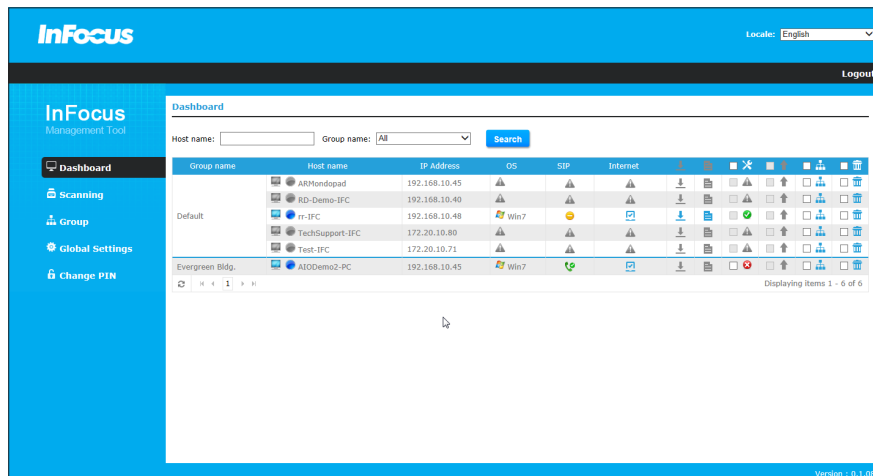 InFocus
Locale: English
Logout
InFocus
Management Tool
Dashboard
Scanning
Group
Global Settings
Change PIN
Dashboard
Host name: Group name: All Search
Group name Host name IP Address OS SIP Internet
Default
ARMondopad 192.168.10.45
RD-Demo-IFC 192.168.10.40
rr-IFC 192.168.10.48 Win7
TechSupport-IFC 172.20.10.80
Test-IFC 172.20.10.71
Evergreen Bldg. AIODemo2-PC 192.168.10.45 Win7
1 Displaying items 1 - 6 of 6
Version : 0.1.08